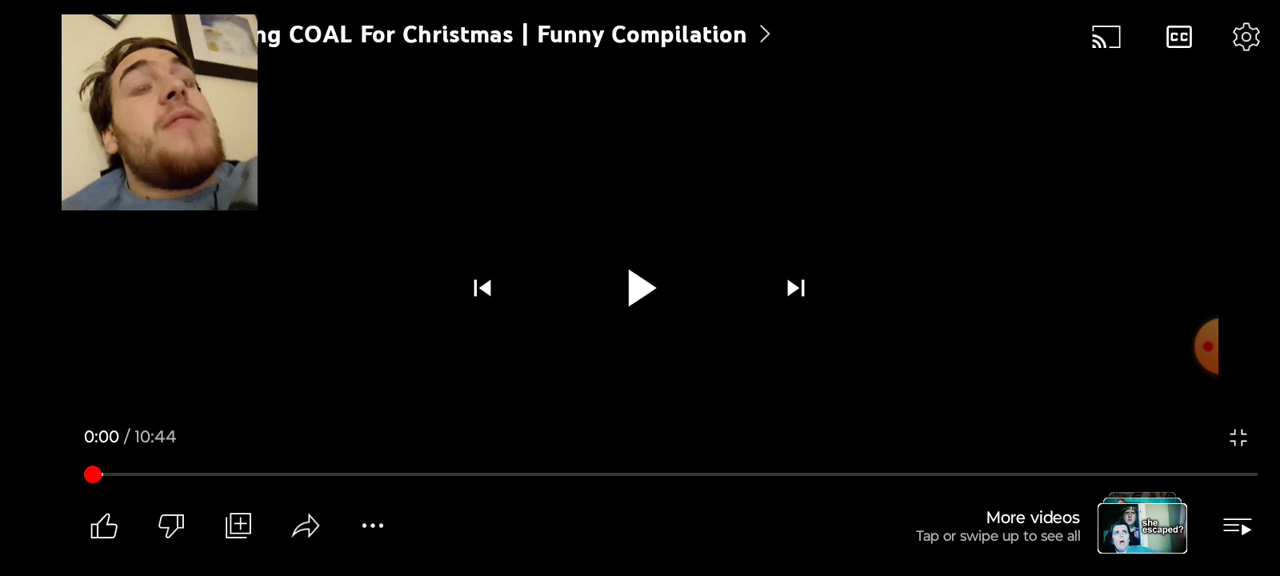 ng COAL For Christmas | Funny Compilation
CC
0:00 / 10:44
More videos
Tap or swipe up to see all
she
escaped?